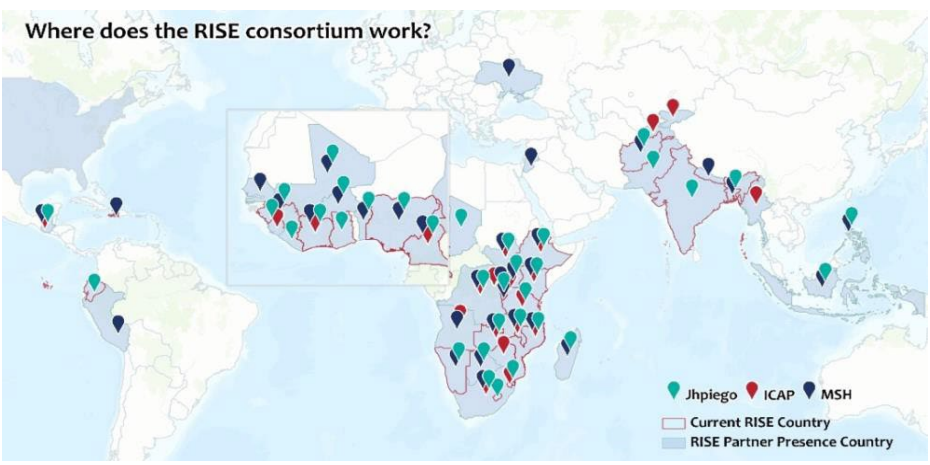 Where does the RISE consortium work?
Jhpiego ICAP MSH
Current RISE Country
RISE Partner Presence Country